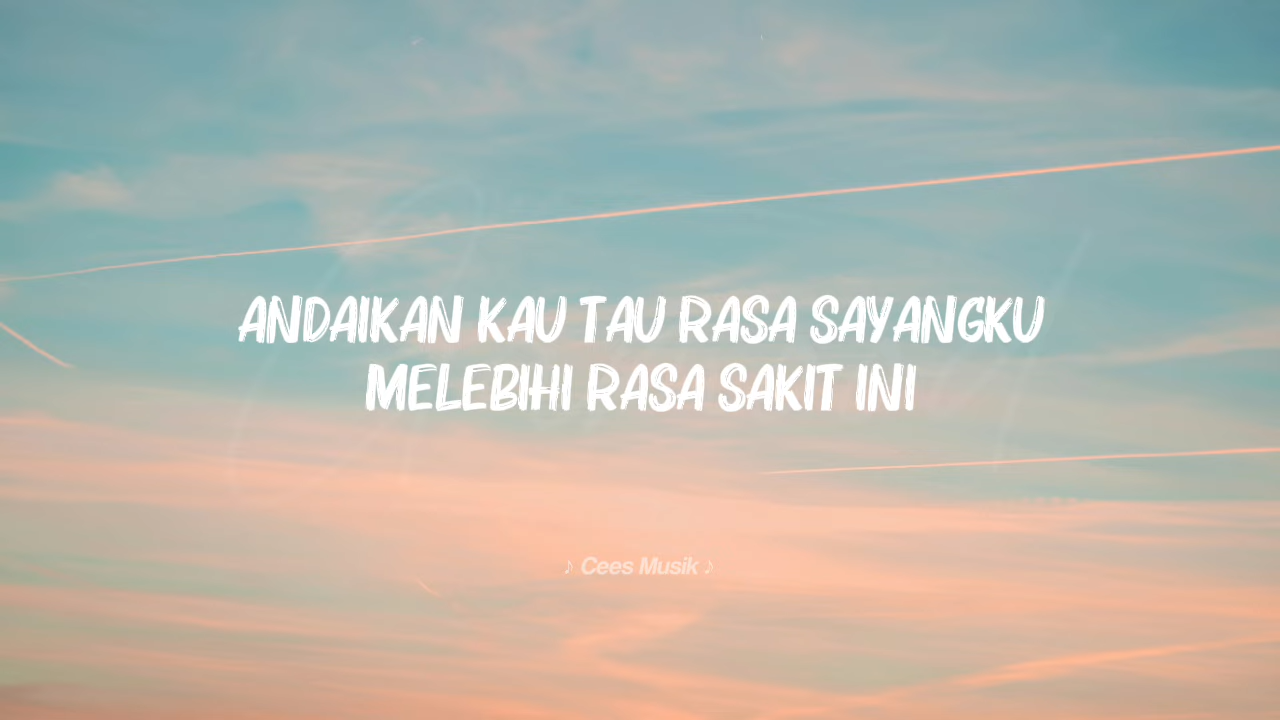 ANDAIKAN KAU TAU RASA SAYANGKU
MELEBIHI RASA SAKIT INI
♪ Cees Musik ♪